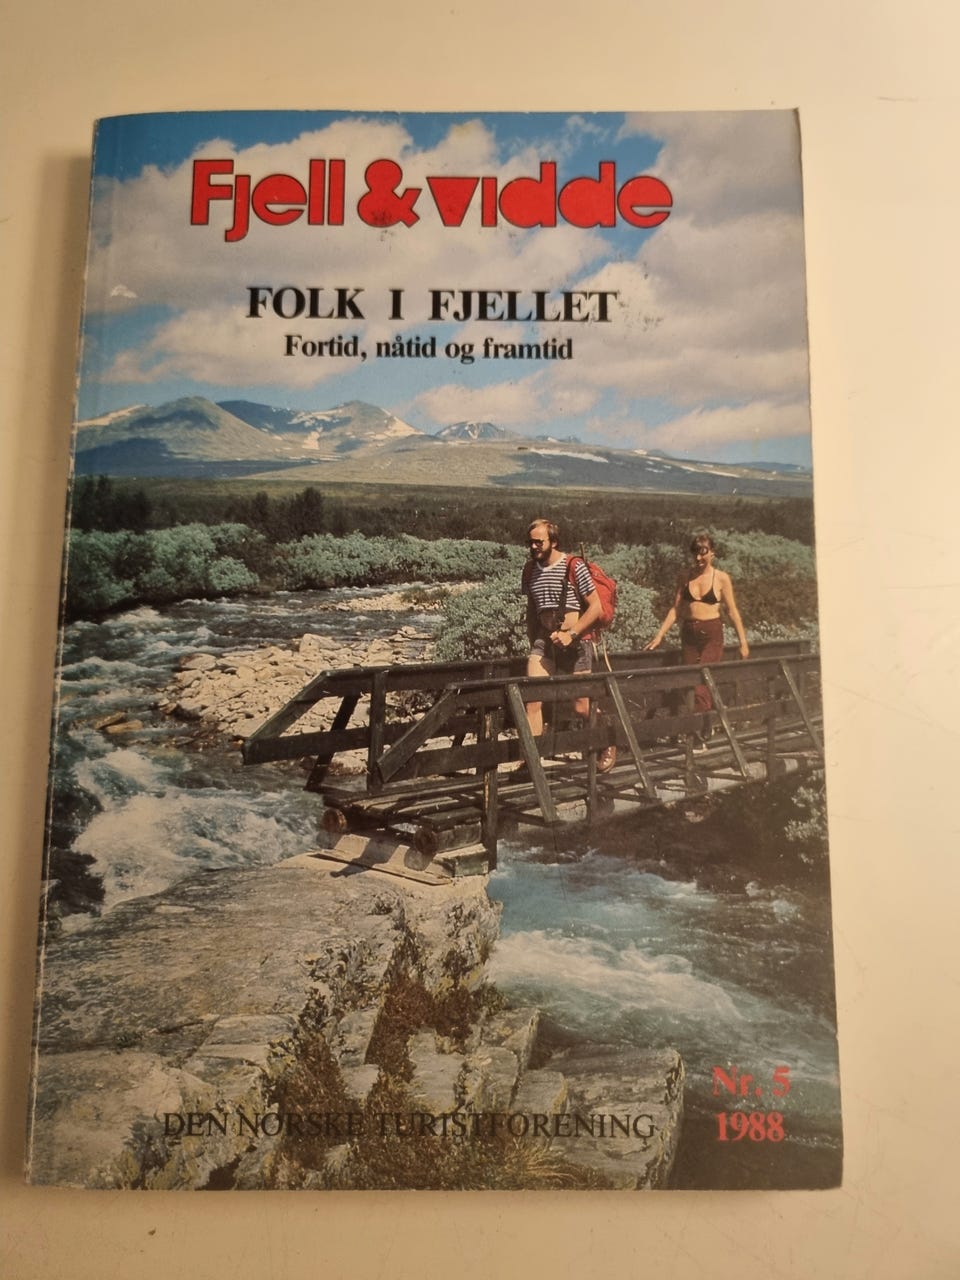 Fjell & vidde
FOLK I FJELLET
Fortid, nåtid og framtid
Nr. 5
1988
DEN NORSKE TURISTFORENING